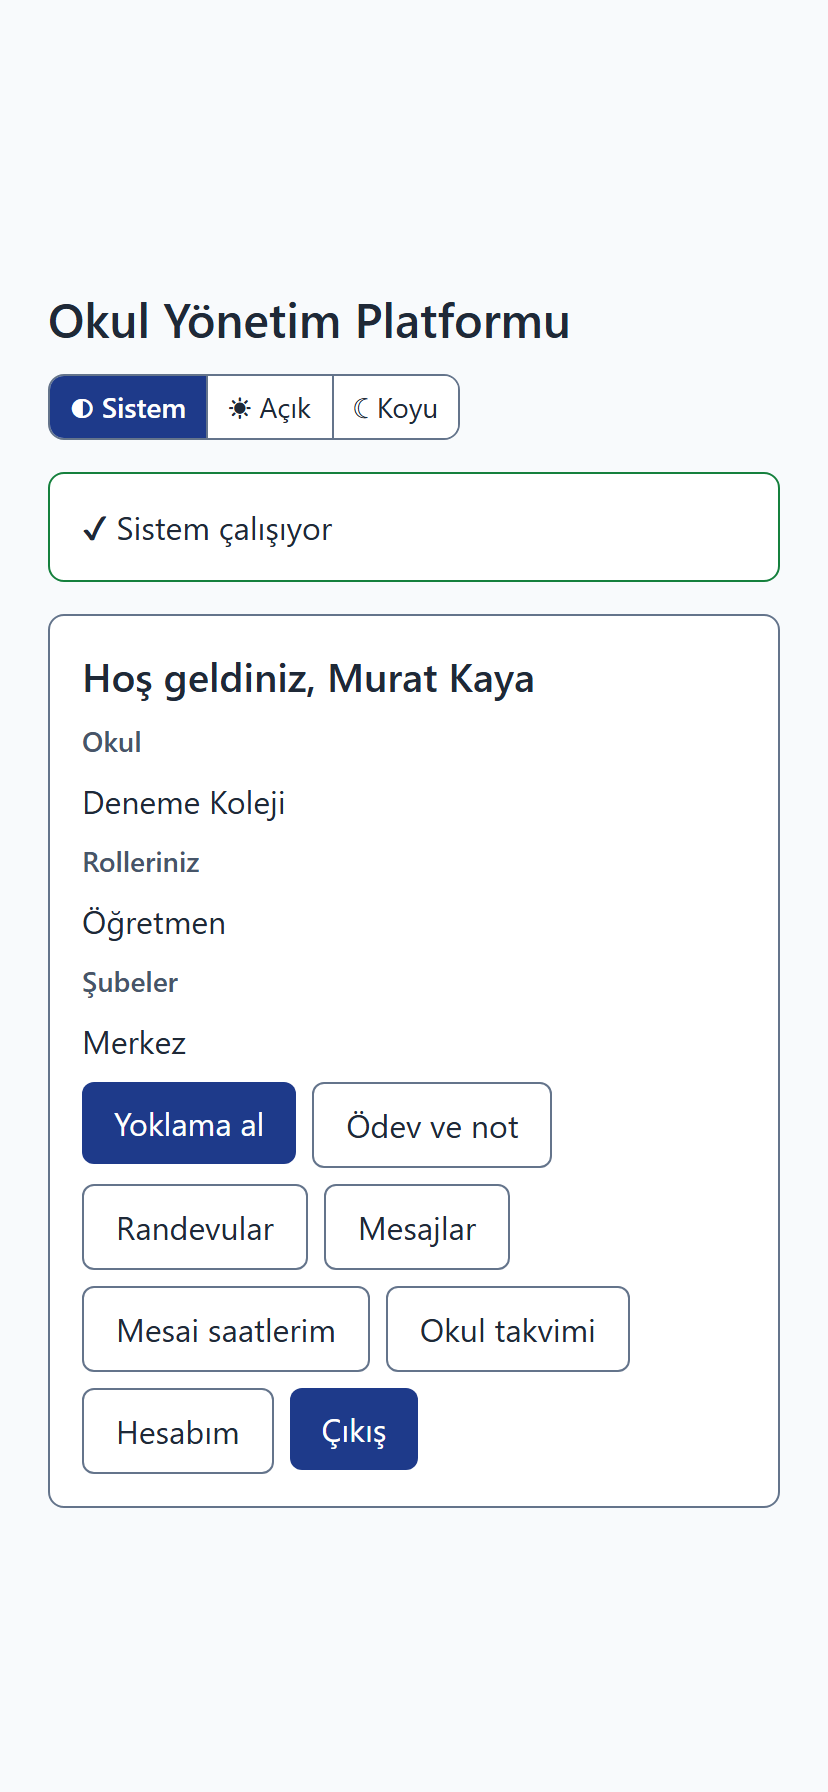 Okul Yönetim Platformu
◐ Sistem ☀ Açık ☾ Koyu
✓ Sistem çalışıyor
Hoş geldiniz, Murat Kaya
Okul
Deneme Koleji
Rolleriniz
Öğretmen
Şubeler
Merkez
Yoklama al Ödev ve not
Randevular Mesajlar
Mesai saatlerim Okul takvimi
Hesabım Çıkış